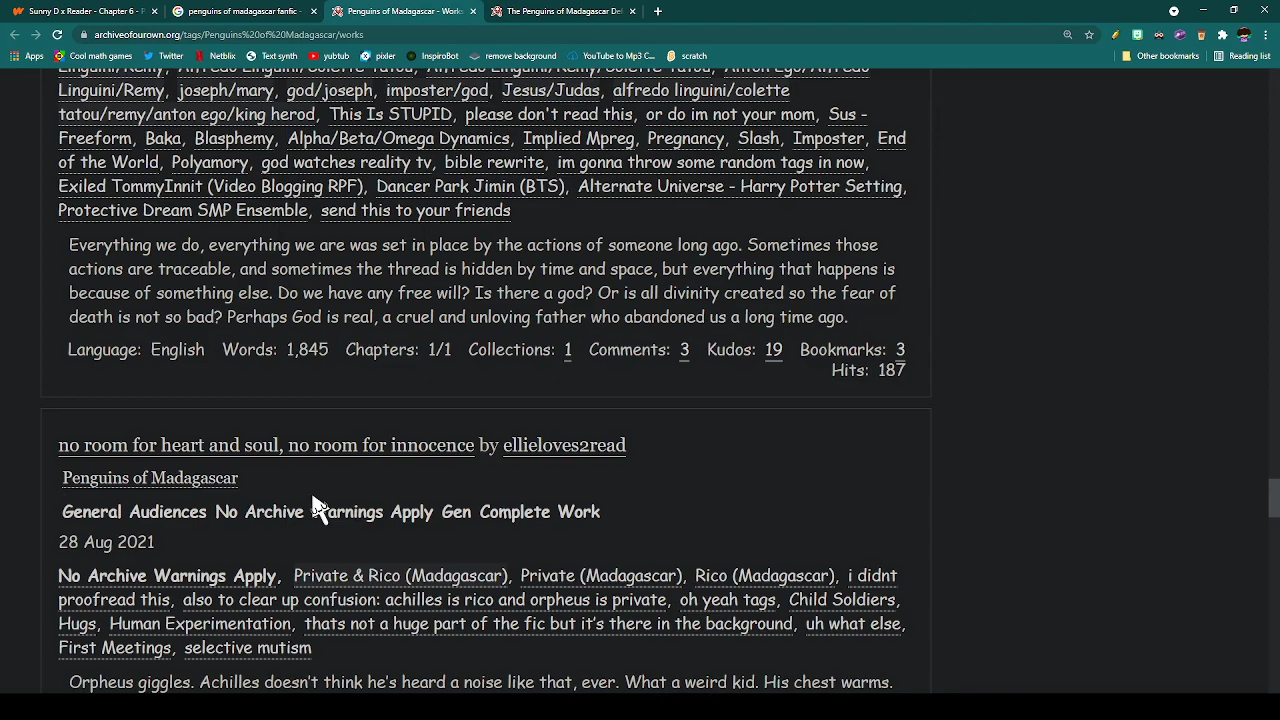 Sunny D x Reader - Chapter 6 - F
penguins of madagascar fanfic -
Penguins of Madagascar - Works
The Penguins of Madagascar Del
archiveofourown.org/tags/Penguins%20of%20Madagascar/works
Apps Cool math games Twitter Netblix Text synth yubtub pixler InspiroBot remove background YouTube to Mp3 C... scratch Other bookmarks Reading list
Linguini/Remy, Alfredo Linguini/Colette Tatou, Alfredo Linguini/Remy/Colette Tatou, Anton Ego/Alfredo
Linguini/Remy, joseph/mary, god/joseph, imposter/god, Jesus/Judas, alfredo linguini/colette
tatou/remy/anton ego/king herod, This Is STUPID, please don't read this, or do im not your mom, Sus -
Freeform, Baka, Blasphemy, Alpha/Beta/Omega Dynamics, Implied Mpreg, Pregnancy, Slash, Imposter, End
of the World, Polyamory, god watches reality tv, bible rewrite, im gonna throw some random tags in now,
Exiled TommyInnit (Video Blogging RPF), Dancer Park Jimin (BTS), Alternate Universe - Harry Potter Setting,
Protective Dream SMP Ensemble, send this to your friends
Everything we do, everything we are was set in place by the actions of someone long ago. Sometimes those
actions are traceable, and sometimes the thread is hidden by time and space, but everything that happens is
because of something else. Do we have any free will? Is there a god? Or is all divinity created so the fear of
death is not so bad? Perhaps God is real, a cruel and unloving father who abandoned us a long time ago.
Language: English Words: 1,845 Chapters: 1/1 Collections: 1 Comments: 3 Kudos: 19 Bookmarks: 3
Hits: 187
no room for heart and soul, no room for innocence by ellieloves2read
Penguins of Madagascar
General Audiences No Archive Warnings Apply Gen Complete Work
28 Aug 2021
No Archive Warnings Apply, Private & Rico (Madagascar), Private (Madagascar), Rico (Madagascar), i didnt
proofread this, also to clear up confusion: achilles is rico and orpheus is private, oh yeah tags, Child Soldiers,
Hugs, Human Experimentation, thats not a huge part of the fic but it's there in the background, uh what else,
First Meetings, selective mutism
Orpheus giggles. Achilles doesn't think he's heard a noise like that, ever. What a weird kid. His chest warms.